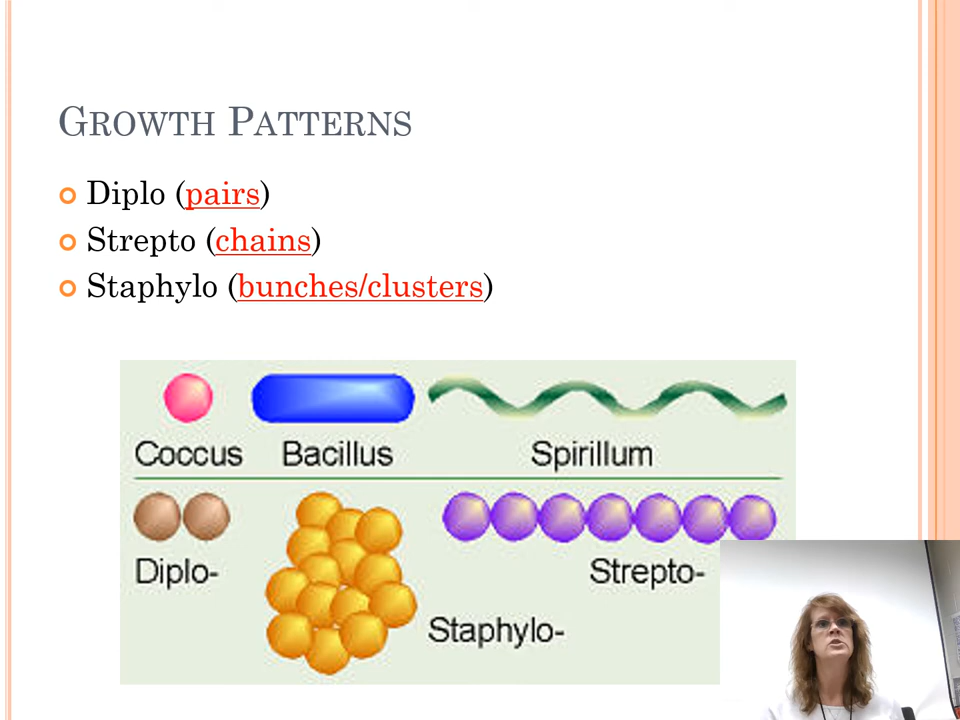 GROWTH PATTERNS
Diplo (pairs)
Strepto (chains)
Staphylo (bunches/clusters)
Coccus Bacillus Spirillum
Diplo- Strepto-
Staphylo-